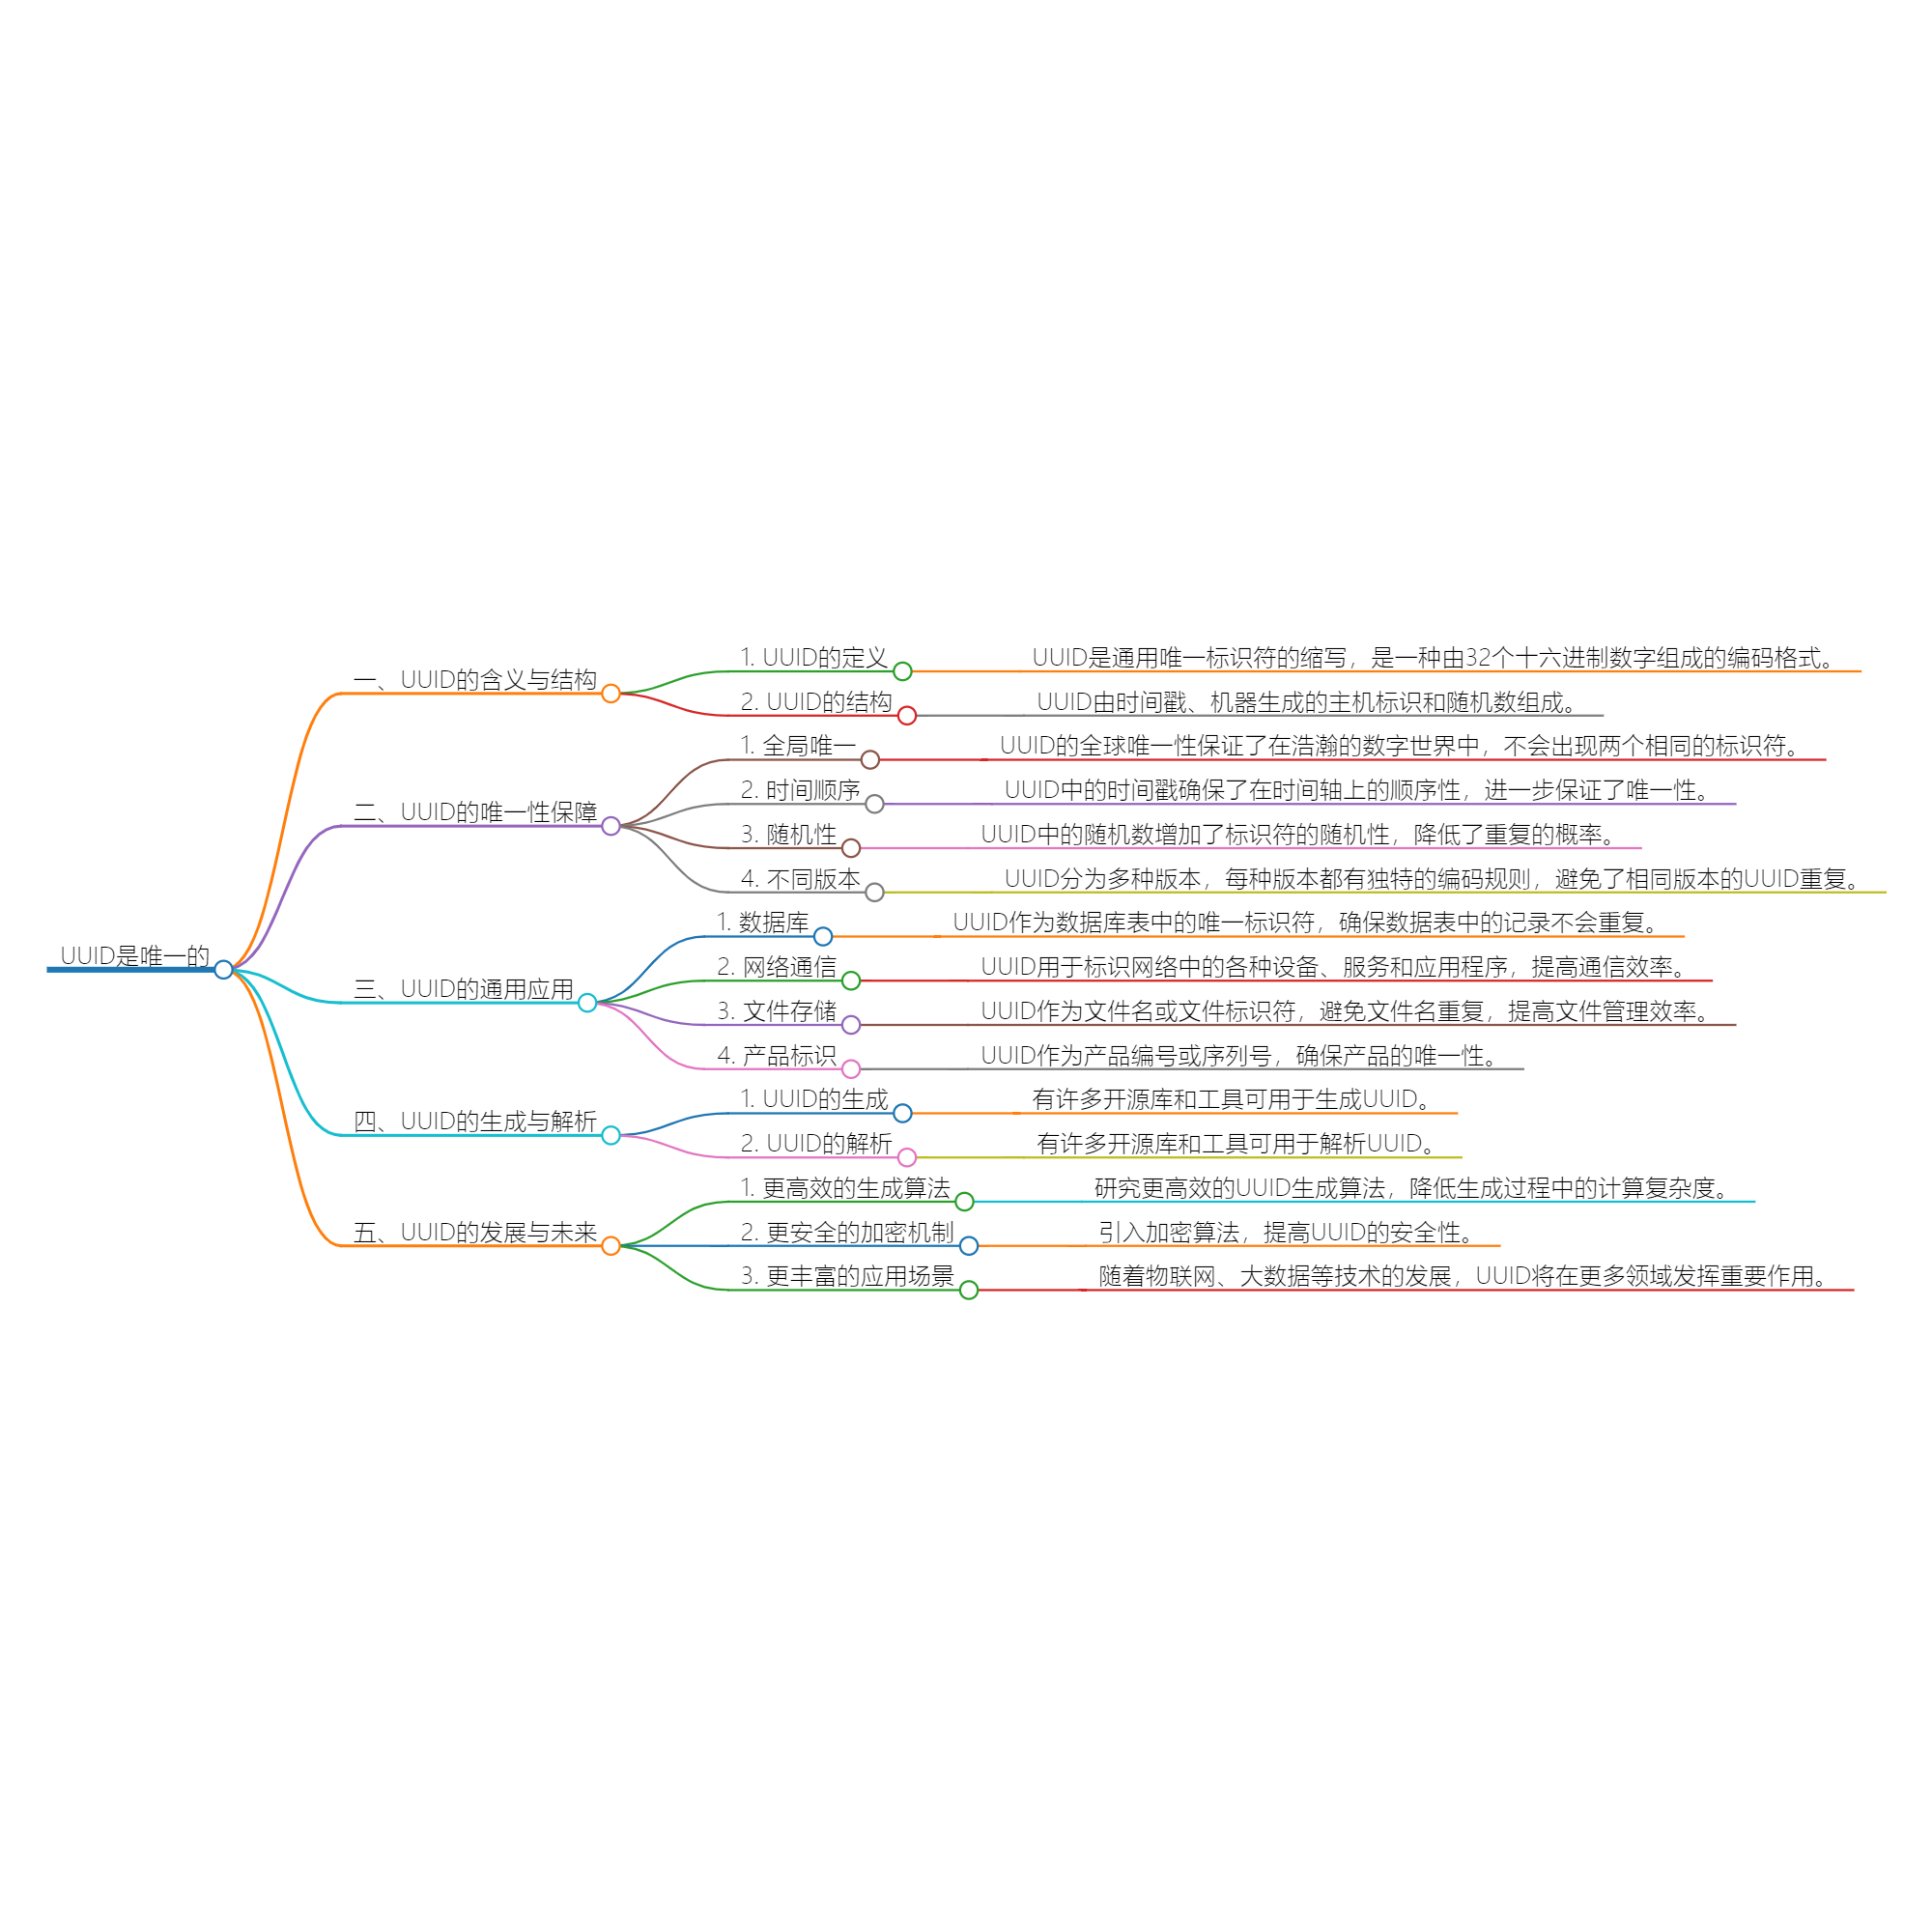 UUID是唯一的
一、UUID的含义与结构
1. UUID的定义
UUID是通用唯一标识符的缩写，是一种由32个十六进制数字组成的编码格式。
2. UUID的结构
UUID由时间戳、机器生成的主机标识和随机数组成。
二、UUID的唯一性保障
1. 全局唯一
UUID的全球唯一性保证了在浩瀚的数字世界中，不会出现两个相同的标识符。
2. 时间顺序
UUID中的时间戳确保了在时间轴上的顺序性，进一步保证了唯一性。
3. 随机性
UUID中的随机数增加了标识符的随机性，降低了重复的概率。
4. 不同版本
UUID分为多种版本，每种版本都有独特的编码规则，避免了相同版本的UUID重复。
三、UUID的通用应用
1. 数据库
UUID作为数据库表中的唯一标识符，确保数据表中的记录不会重复。
2. 网络通信
UUID用于标识网络中的各种设备、服务和应用程序，提高通信效率。
3. 文件存储
UUID作为文件名或文件标识符，避免文件名重复，提高文件管理效率。
4. 产品标识
UUID作为产品编号或序列号，确保产品的唯一性。
四、UUID的生成与解析
1. UUID的生成
有许多开源库和工具可用于生成UUID。
2. UUID的解析
有许多开源库和工具可用于解析UUID。
五、UUID的发展与未来
1. 更高效的生成算法
研究更高效的UUID生成算法，降低生成过程中的计算复杂度。
2. 更安全的加密机制
引入加密算法，提高UUID的安全性。
3. 更丰富的应用场景
随着物联网、大数据等技术的发展，UUID将在更多领域发挥重要作用。